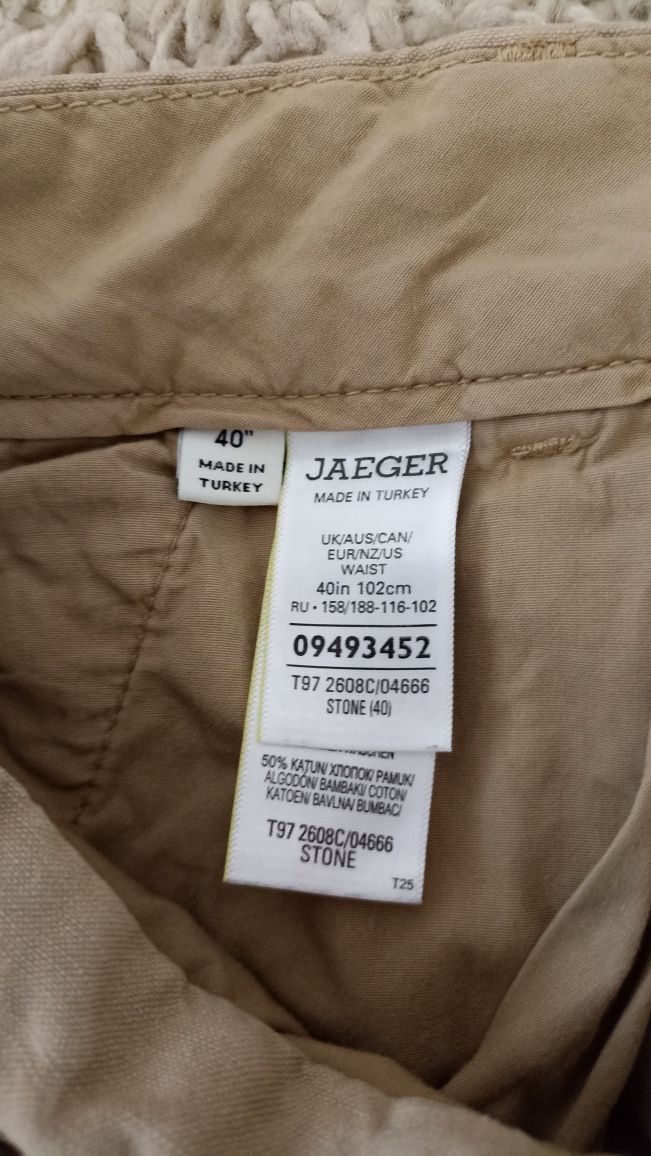 40"
MADE IN
TURKEY
JAEGER
MADE IN TURKEY
UK/AUS/CAN/
EUR/NZ/US
WAIST
40in 102cm
RU • 158/188-116-102
09493452
T97 2608C/04666
STONE (40)
50% KATUN/ ХЛОПОК/ PAMUK/
ALGODÓN/ BAMBAKI/ COTON/
KATOEN/ BAVLNA/ BUMBAC/
T97 2608C/04666
STONE
T25